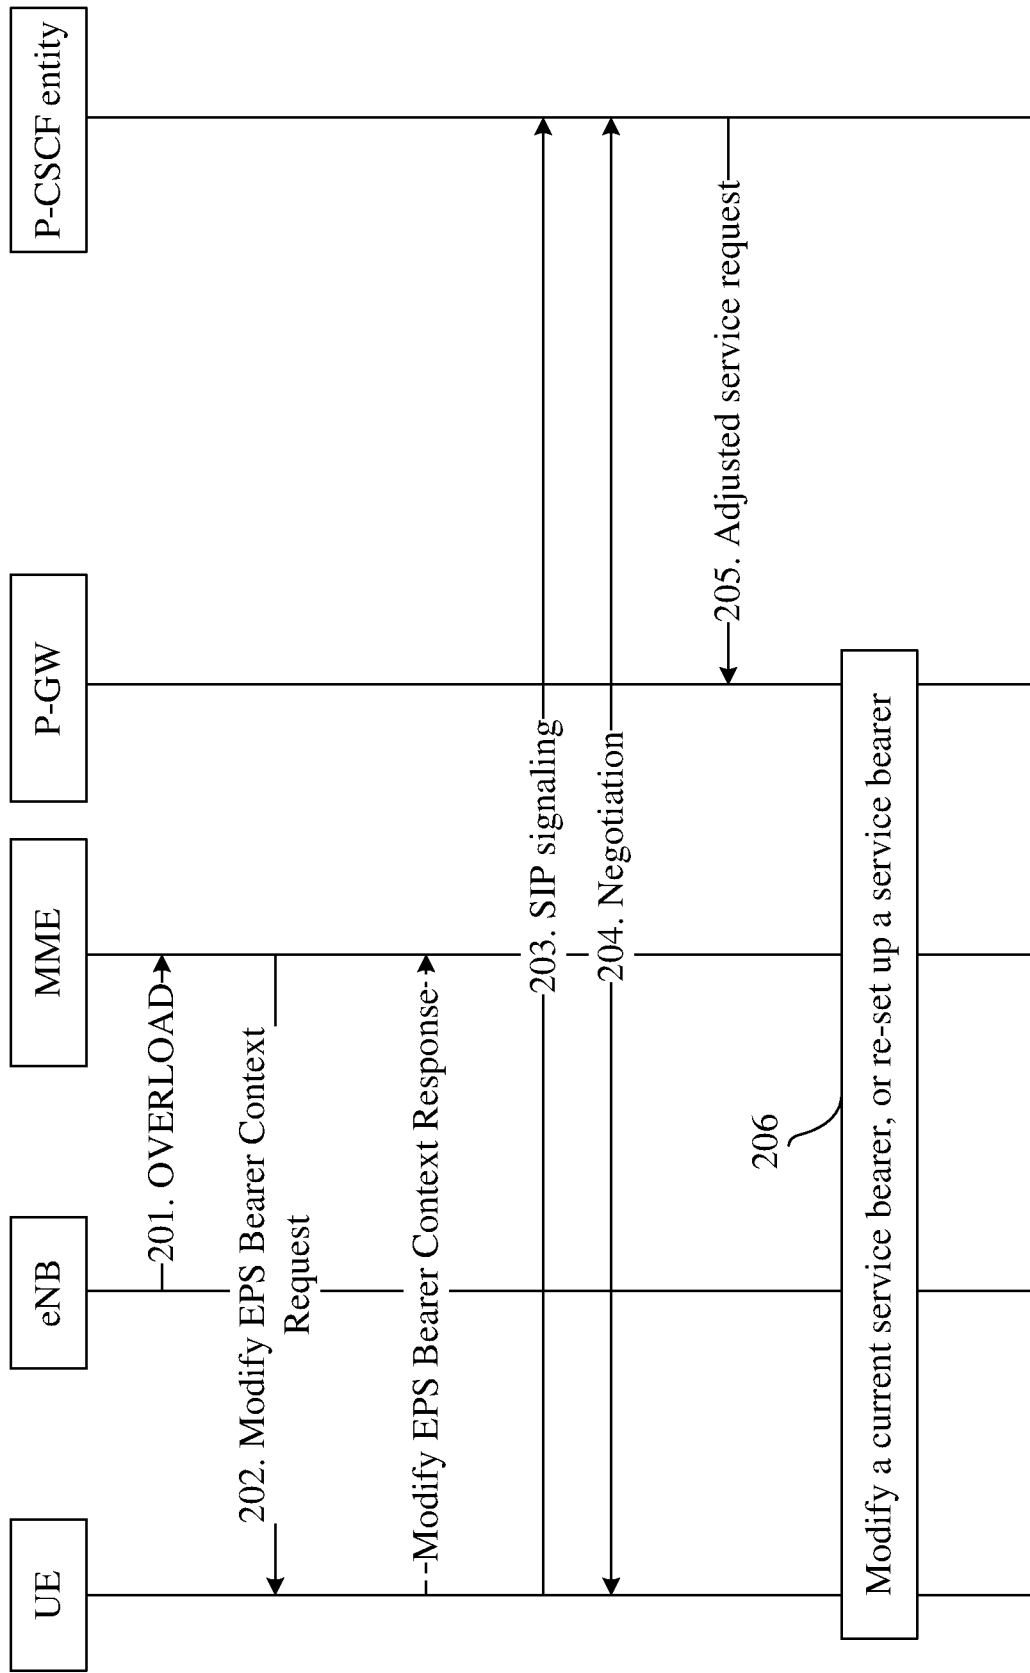 UE
eNB
MME
P-GW
P-CSCF entity
201. OVERLOAD
202. Modify EPS Bearer Context
Request
Modify EPS Bearer Context Response
203. SIP signaling
204. Negotiation
205. Adjusted service request
206
Modify a current service bearer, or re-set up a service bearer